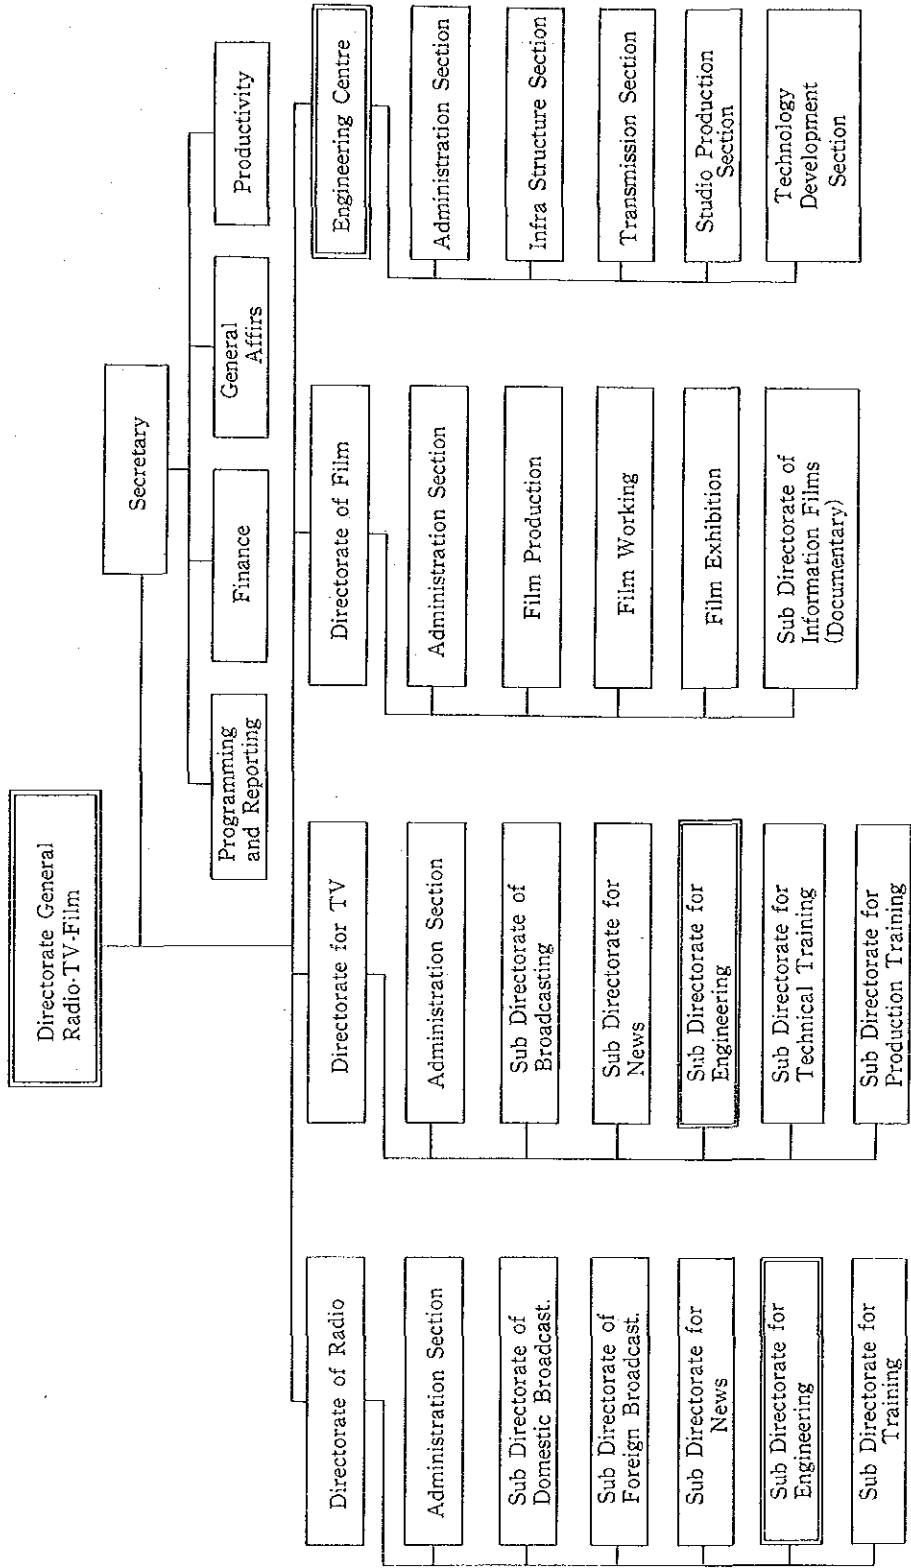 Directorate General
Radio-TV-Film
Secretary
Programming
and Reporting
Finance
General
Affirs
Productivity
Directorate of Radio
Administration Section
Sub Directorate of
Domestic Broadcast.
Sub Directorate of
Foreign Broadcast.
Sub Directorate for
News
Sub Directorate for
Engineering
Sub Directorate for
Training
Directorate for TV
Administration Section
Sub Directorate of
Broadcasting
Sub Directorate for
News
Sub Directorate for
Engineering
Sub Directorate for
Technical Training
Sub Directorate for
Production Training
Directorate of Film
Administration Section
Film Production
Film Working
Film Exhibition
Sub Directorate of
Information Films
(Documentary)
Engineering Centre
Administration Section
Infra Structure Section
Transmission Section
Studio Production
Section
Technology
Development
Section